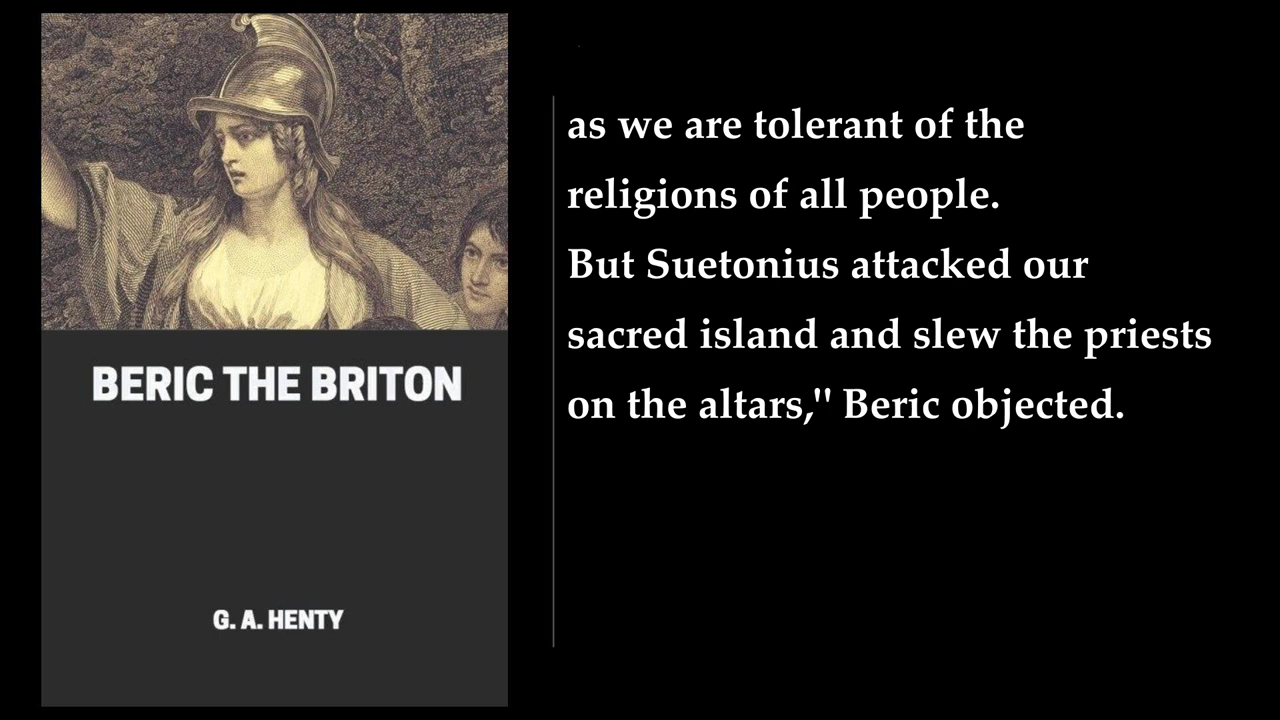 BERIC THE BRITON
G. A. HENTY
as we are tolerant of the
religions of all people.
But Suetonius attacked our
sacred island and slew the priests
on the altars," Beric objected.